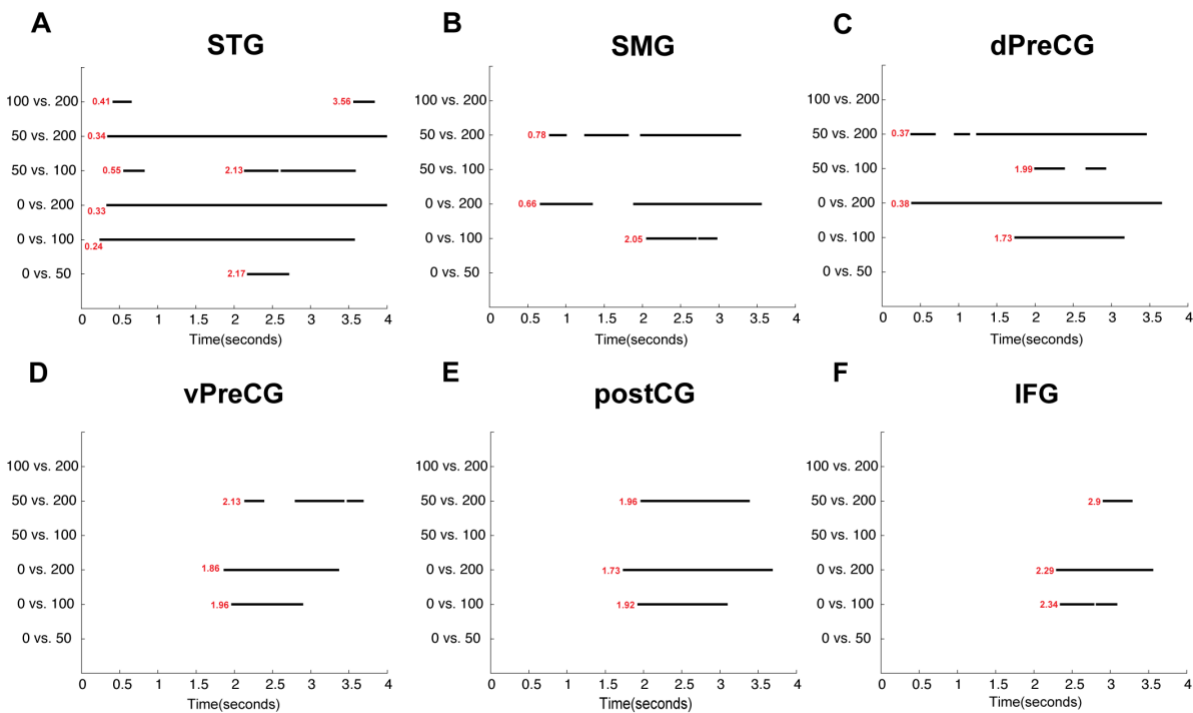 A
STG
100 vs. 200
0.41
3.56
50 vs. 200
0.34
50 vs. 100
0.55
2.13
0 vs. 200
0.33
0 vs. 100
0.24
0 vs. 50
2.17
0 0.5 1 1.5 2 2.5 3 3.5 4
Time(seconds)
B
SMG
100 vs. 200
50 vs. 200
0.78
50 vs. 100
0 vs. 200
0.66
0 vs. 100
2.05
0 vs. 50
0 0.5 1 1.5 2 2.5 3 3.5 4
Time(seconds)
C
dPreCG
100 vs. 200
50 vs. 200
0.37
50 vs. 100
1.99
0 vs. 200
0.38
0 vs. 100
1.73
0 vs. 50
0 0.5 1 1.5 2 2.5 3 3.5 4
Time(seconds)
D
vPreCG
100 vs. 200
50 vs. 200
2.13
50 vs. 100
0 vs. 200
1.86
0 vs. 100
1.96
0 vs. 50
0 0.5 1 1.5 2 2.5 3 3.5 4
Time(seconds)
E
postCG
100 vs. 200
50 vs. 200
1.96
50 vs. 100
0 vs. 200
1.73
0 vs. 100
1.92
0 vs. 50
0 0.5 1 1.5 2 2.5 3 3.5 4
Time(seconds)
F
IFG
100 vs. 200
50 vs. 200
2.9
50 vs. 100
0 vs. 200
2.29
0 vs. 100
2.34
0 vs. 50
0 0.5 1 1.5 2 2.5 3 3.5 4
Time(seconds)